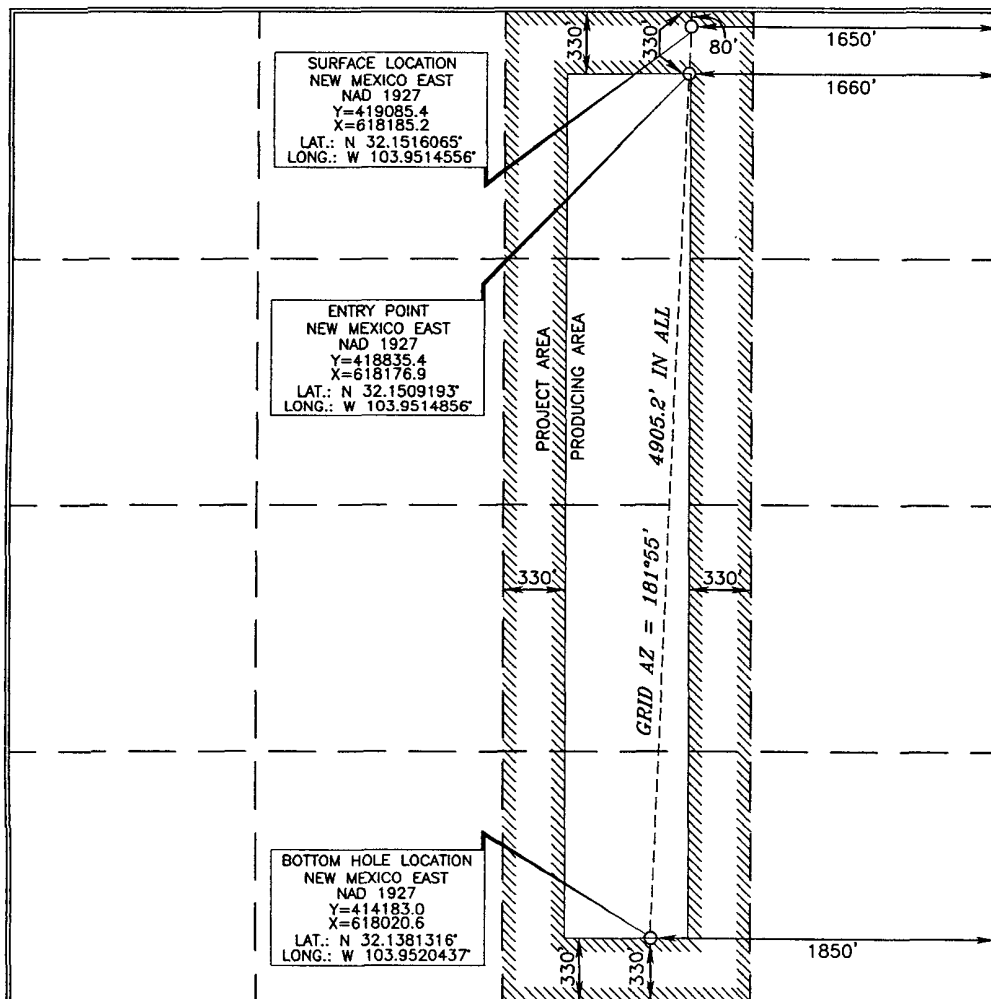 330'
330'
80'
1650'
1660'
SURFACE LOCATION
NEW MEXICO EAST
NAD 1927
Y=419085.4
X=618185.2
LAT.: N 32.1516065°
LONG.: W 103.9514556°
ENTRY POINT
NEW MEXICO EAST
NAD 1927
Y=418835.4
X=618176.9
LAT.: N 32.1509193°
LONG.: W 103.9514856°
PROJECT AREA
PRODUCING AREA
4905.2' IN ALL
GRID AZ = 181°55'
330'
330'
BOTTOM HOLE LOCATION
NEW MEXICO EAST
NAD 1927
Y=414183.0
X=618020.6
LAT.: N 32.1381316°
LONG.: W 103.9520437°
330'
330'
1850'